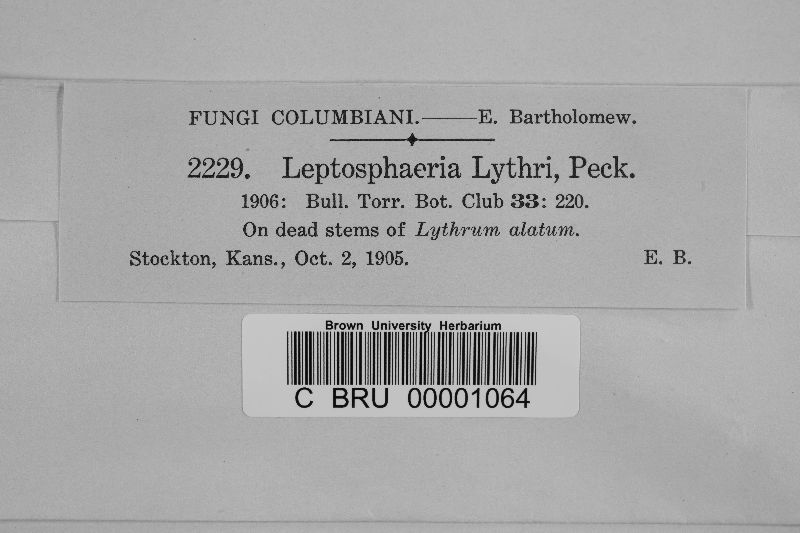 FUNGI COLUMBIANI.——E. Bartholomew.
2229. Leptosphaeria Lythri, Peck.
1906: Bull. Torr. Bot. Club 33: 220.
On dead stems of Lythrum alatum.
Stockton, Kans., Oct. 2, 1905. E. B.
Brown University Herbarium
C BRU 00001064